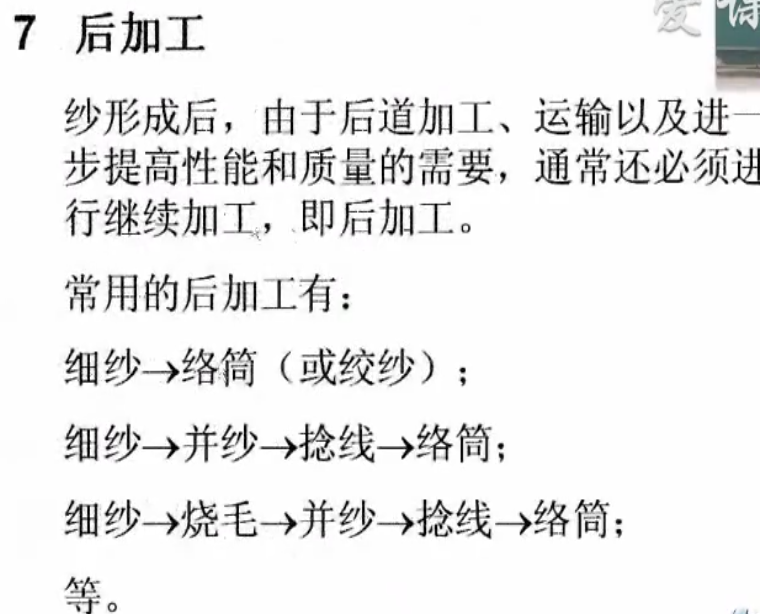 爱课
7 后加工
纱形成后，由于后道加工、运输以及进一
步提高性能和质量的需要，通常还必须进
行继续加工，即后加工。
常用的后加工有：
细纱→络筒（或绞纱）；
细纱→并纱→捻线→络筒；
细纱→烧毛→并纱→捻线→络筒；
等。